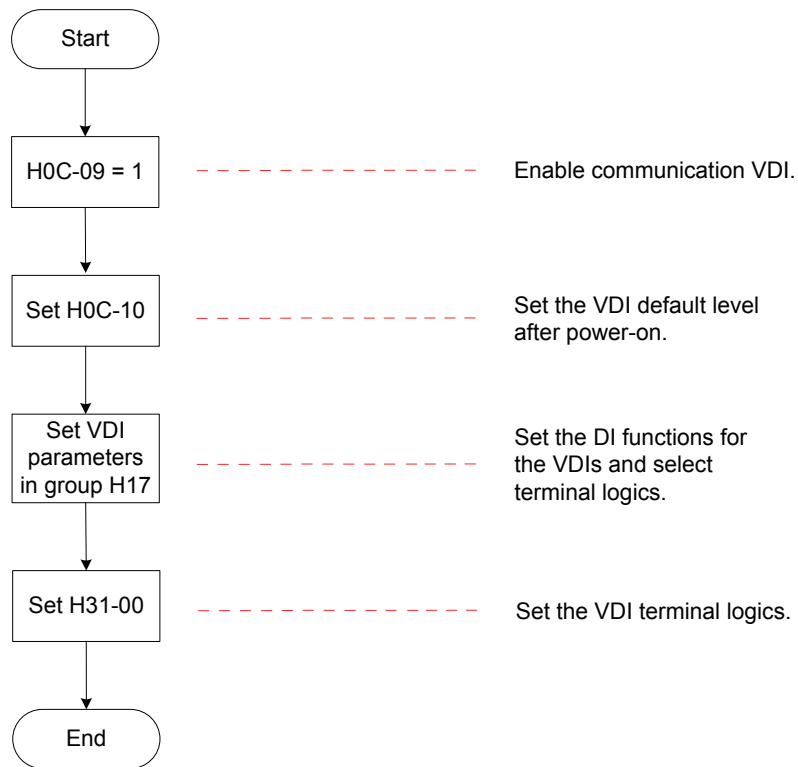 Start
H0C-09 = 1
Enable communication VDI.
Set H0C-10
Set the VDI default level
after power-on.
Set VDI
parameters
in group H17
Set the DI functions for
the VDIs and select
terminal logics.
Set H31-00
Set the VDI terminal logics.
End